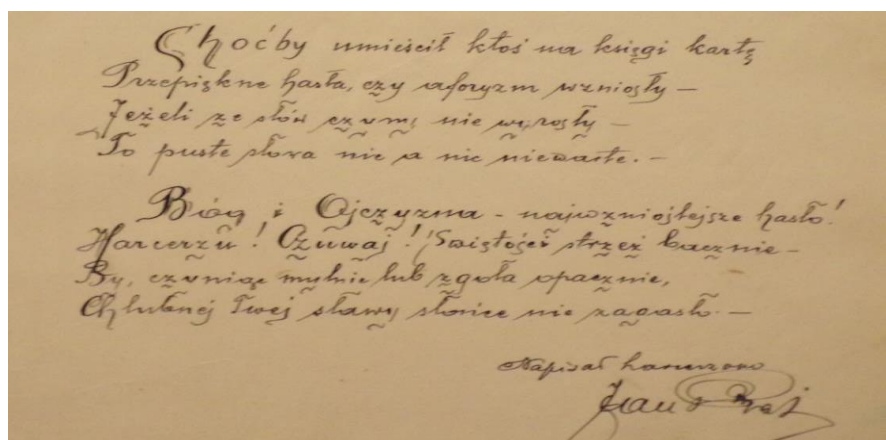 Choćby umieścił ktoś na księgi kartę
Przepiękne hasła, czy aforyzm wzniosły —
Jeżeli ze słów czyny nie wyrosły —
To puste słowa nic a nic niewarte. —
Bóg i Ojczyzna - najwznioślejsze hasło!
Harcerzu! Czuwaj! Świętości strzeż bacznie —
By, czyniąc mylnie lub zgoła opacznie,
Chlubnej Twej sławy słońce nie zagasło. —
Napisał
Jan